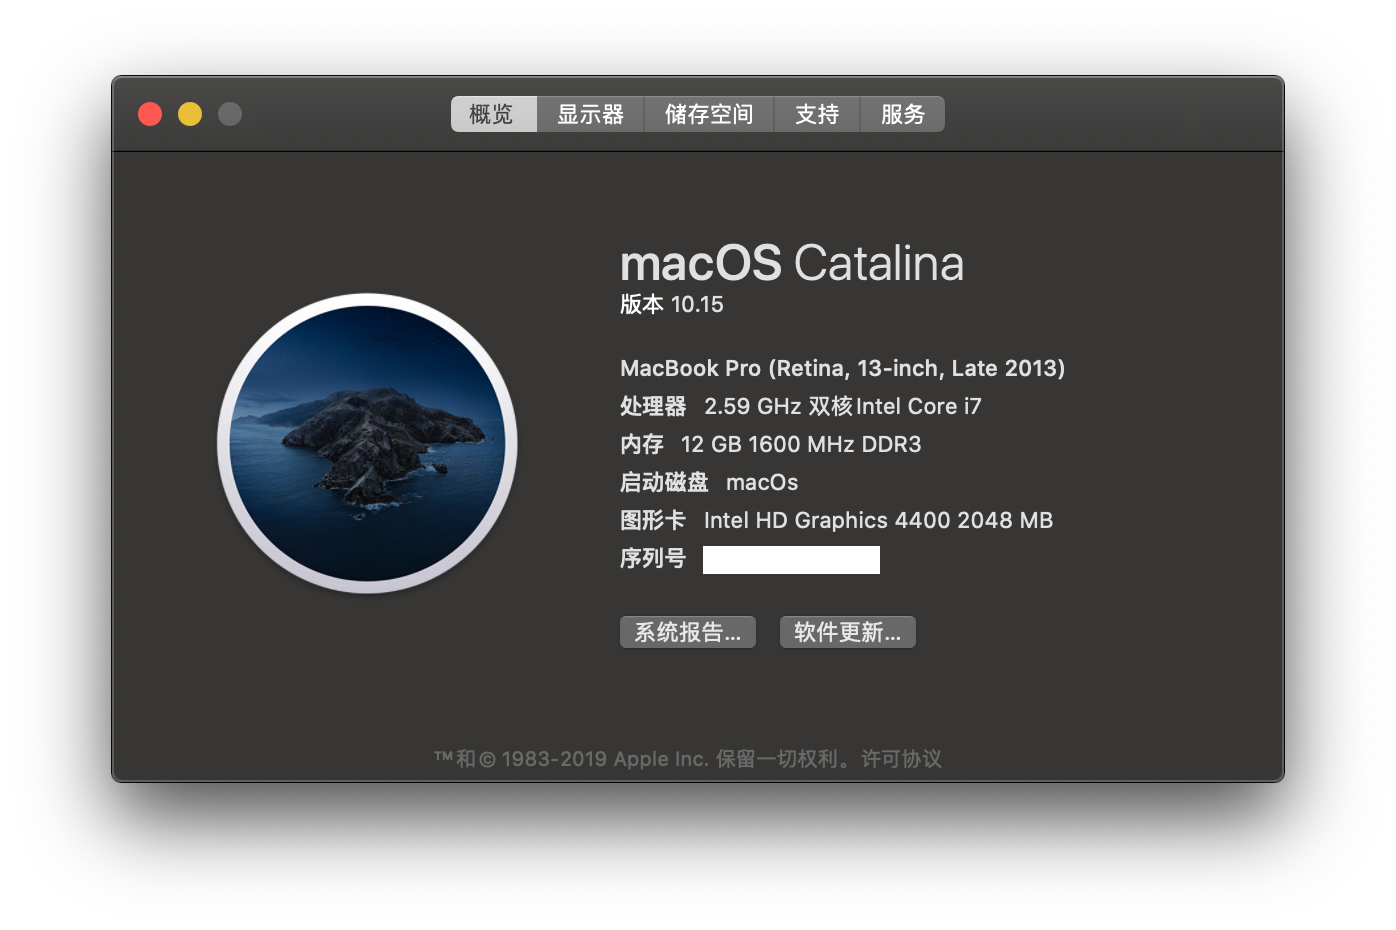 概览 显示器 储存空间 支持 服务
macOS Catalina
版本 10.15
MacBook Pro (Retina, 13-inch, Late 2013)
处理器 2.59 GHz 双核Intel Core i7
内存 12 GB 1600 MHz DDR3
启动磁盘 macOs
图形卡 Intel HD Graphics 4400 2048 MB
序列号
系统报告... 软件更新...
™和© 1983-2019 Apple Inc. 保留一切权利。许可协议